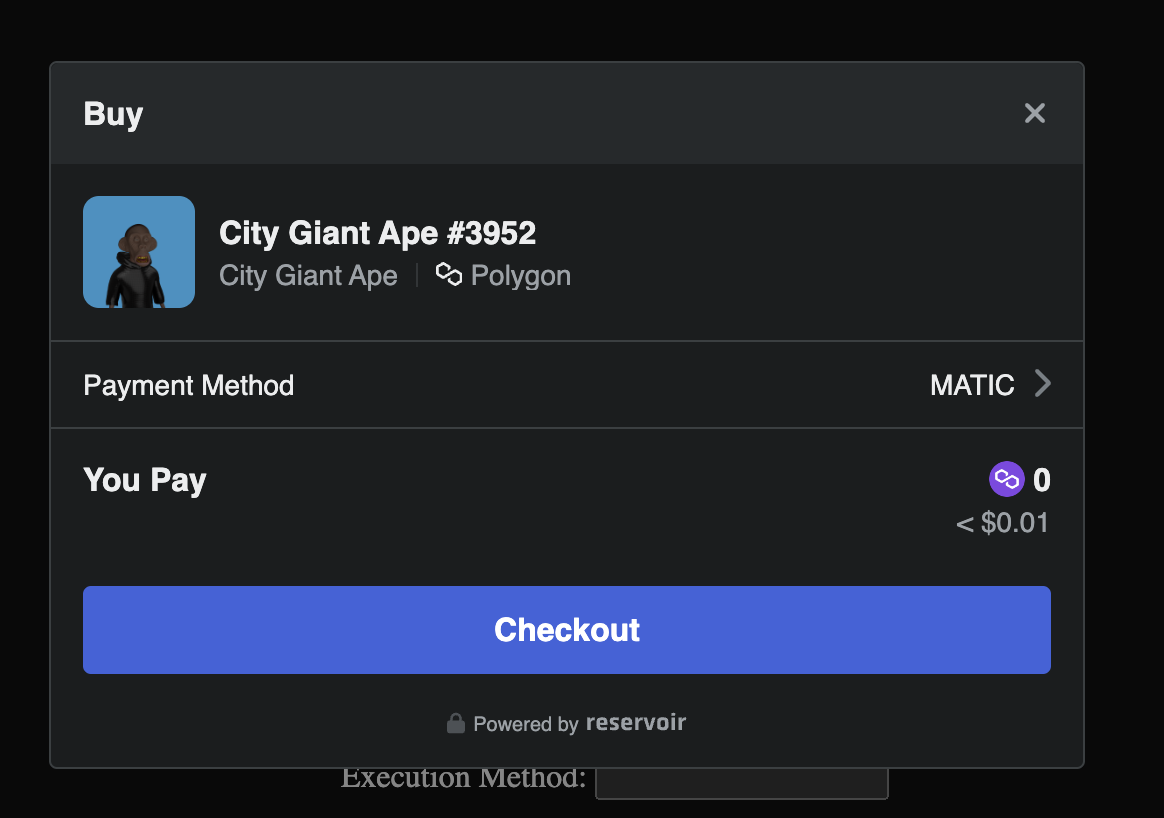 Buy
City Giant Ape #3952
City Giant Ape Polygon
Payment Method MATIC
You Pay 0
< $0.01
Checkout
Powered by reservoir
Execution Method: